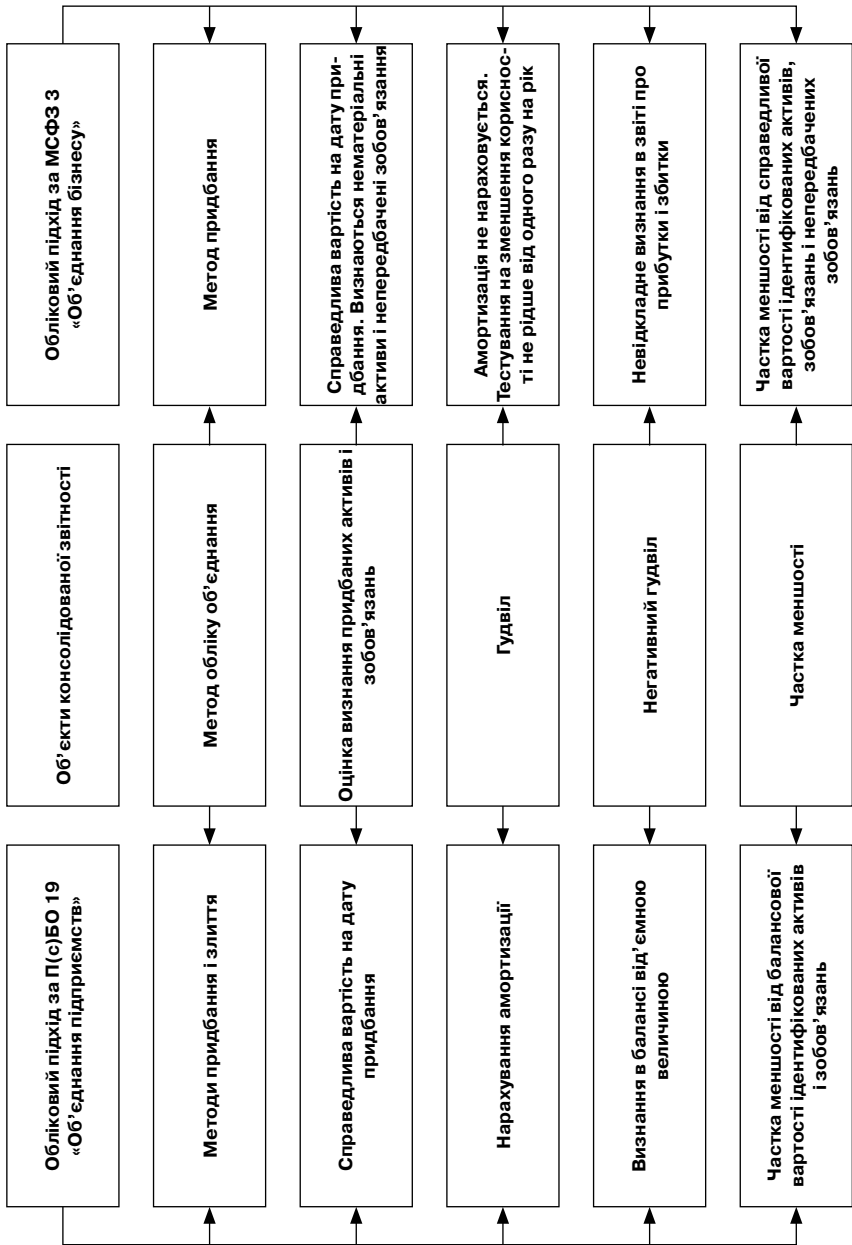 Обліковий підхід за П(с)БО 19
«Об’єднання підприємств»
Об’єкти консолідованої звітності
Обліковий підхід за МСФЗ 3
«Об’єднання бізнесу»
Методи придбання і злиття
Метод обліку об’єднання
Метод придбання
Справедлива вартість на дату
придбання
Оцінка визнання придбаних активів і
зобов’язань
Справедлива вартість на дату при-
дбання. Визнаються нематеріальні
активи і непередбачені зобов’язання
Нарахування амортизації
Гудвіл
Амортизація не нараховується.
Тестування на зменшення кориснос-
ті не рідше від одного разу на рік
Визнання в балансі від’ємною
величиною
Негативний гудвіл
Невідкладне визнання в звіті про
прибутки і збитки
Частка меншості від балансової
вартості ідентифікованих активів
і зобов’язань
Частка меншості
Частка меншості від справедливої
вартості ідентифікованих активів,
зобов’язань і непередбачених
зобов’язань